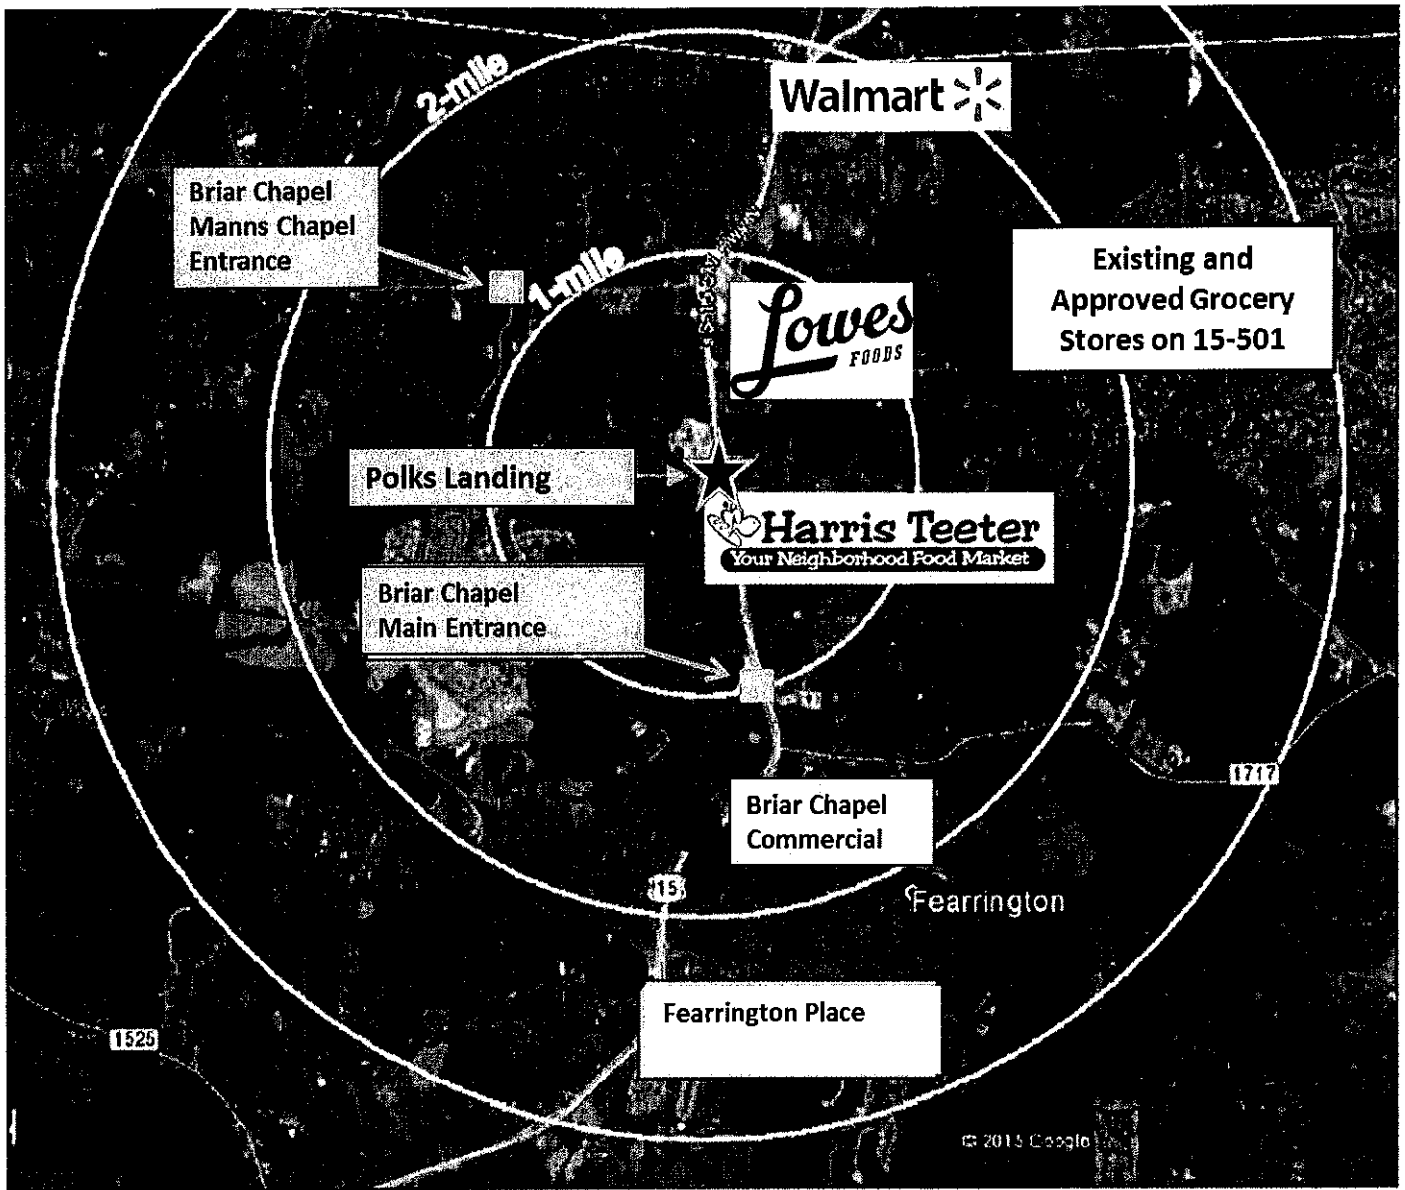 2-mile
Walmart
Briar Chapel
Manns Chapel
Entrance
1-mile
Existing and
Approved Grocery
Stores on 15-501
Lowes
FOODS
Polks Landing
Harris Teeter
Your Neighborhood Food Market
Briar Chapel
Main Entrance
1717
Briar Chapel
Commercial
15
Fearrington
Fearrington Place
1525
© 2015 Google